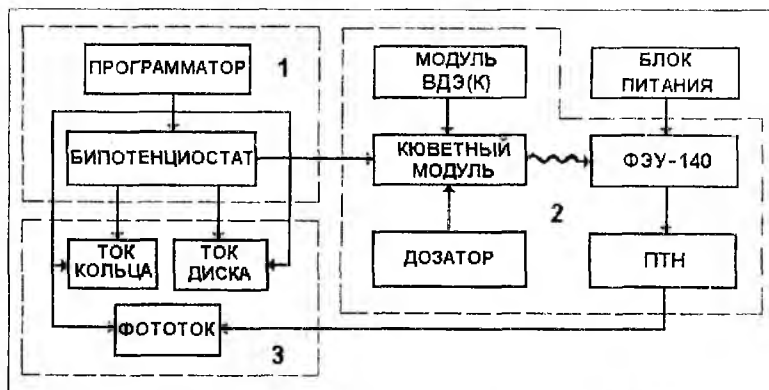 ПРОГРАММАТОР
1
БИПОТЕНЦИОСТАТ
ТОК
КОЛЬЦА
ТОК
ДИСКА
ФОТОТОК
3
МОДУЛЬ
ВДЭ(К)
БЛОК
ПИТАНИЯ
КЮВЕТНЫЙ
МОДУЛЬ
ФЭУ-140
2
ДОЗАТОР
ПТН